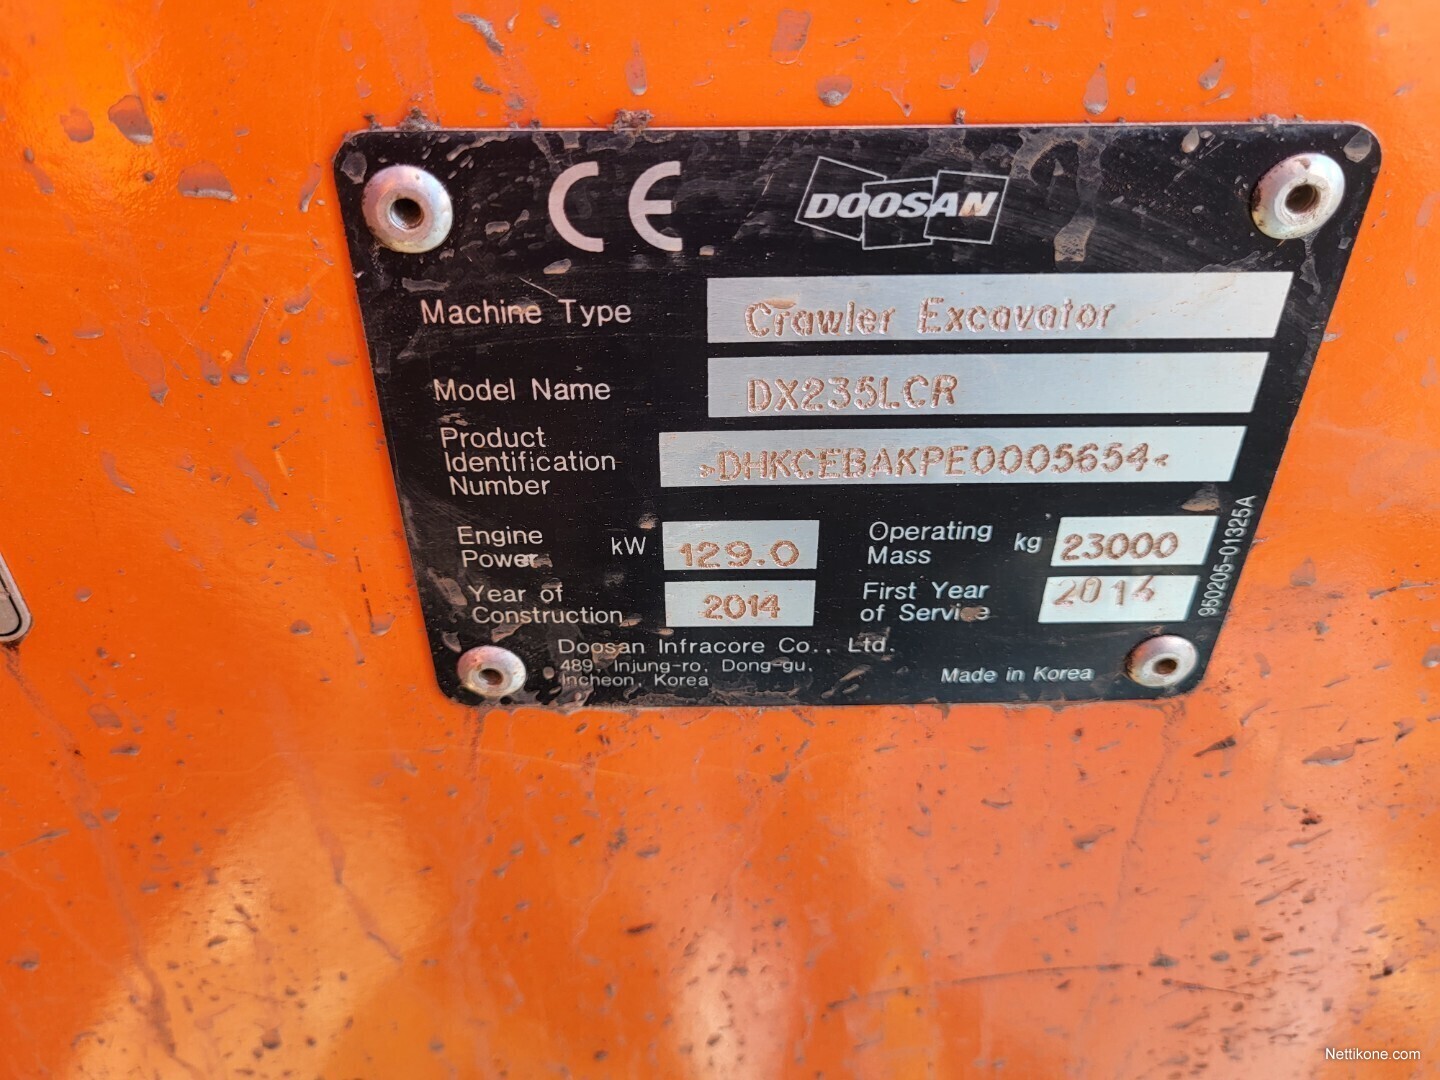 CE DOOSAN
Machine Type Crawler Excavator
Model Name DX235LCR
Product
Identification
Number
»DHKCEBAKPE0005654«
Engine
Power kW 129.0
Operating
Mass kg 23000
Year of
Construction 2014
First Year
of Service 2014
Doosan Infracore Co., Ltd.
489, Injung-ro, Dong-gu,
Incheon, Korea
Made in Korea
950205-01325A
Nettikone.com